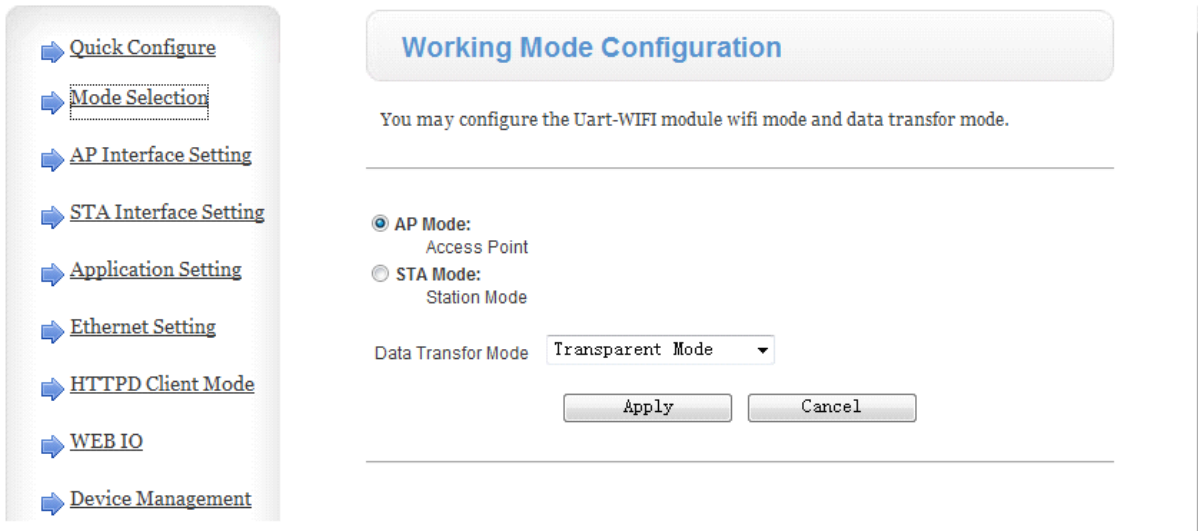 Quick Configure
Mode Selection
AP Interface Setting
STA Interface Setting
Application Setting
Ethernet Setting
HTTPD Client Mode
WEB IO
Device Management
Working Mode Configuration
You may configure the Uart-WIFI module wifi mode and data transfor mode.
AP Mode:
Access Point
STA Mode:
Station Mode
Data Transfor Mode Transparent Mode
Apply Cancel